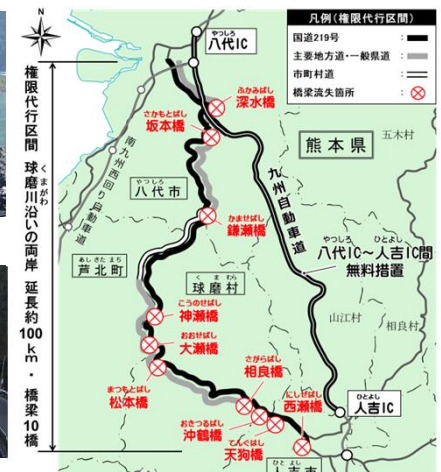 凡例(権限代行区間)
国道219号 :
主要地方道・一般県道 :
市町村道 :
橋梁流失箇所 :
やつしろ
八代IC
ふかみばし
深水橋
さかもとばし
坂本橋
熊本県
五木村
権限代行区間 球磨川沿いの両岸 延長約100km・橋梁10橋
くまがわ
南九州西回り自動車道
やつしろ
八代市
九州自動車道
かませばし
鎌瀬橋
やつしろ ひとよし
八代IC~人吉IC間
無料措置
あしきたまち
芦北町
くまむら
球磨村
こうのせばし
神瀬橋
山江村
相良村
おおせばし
大瀬橋
さがらばし
相良橋
まつもとばし
松本橋
にしぜばし
西瀬橋
ひとよし
人吉IC
おきつるばし
沖鶴橋
てんぐばし
天狗橋
ひとよし
人吉市